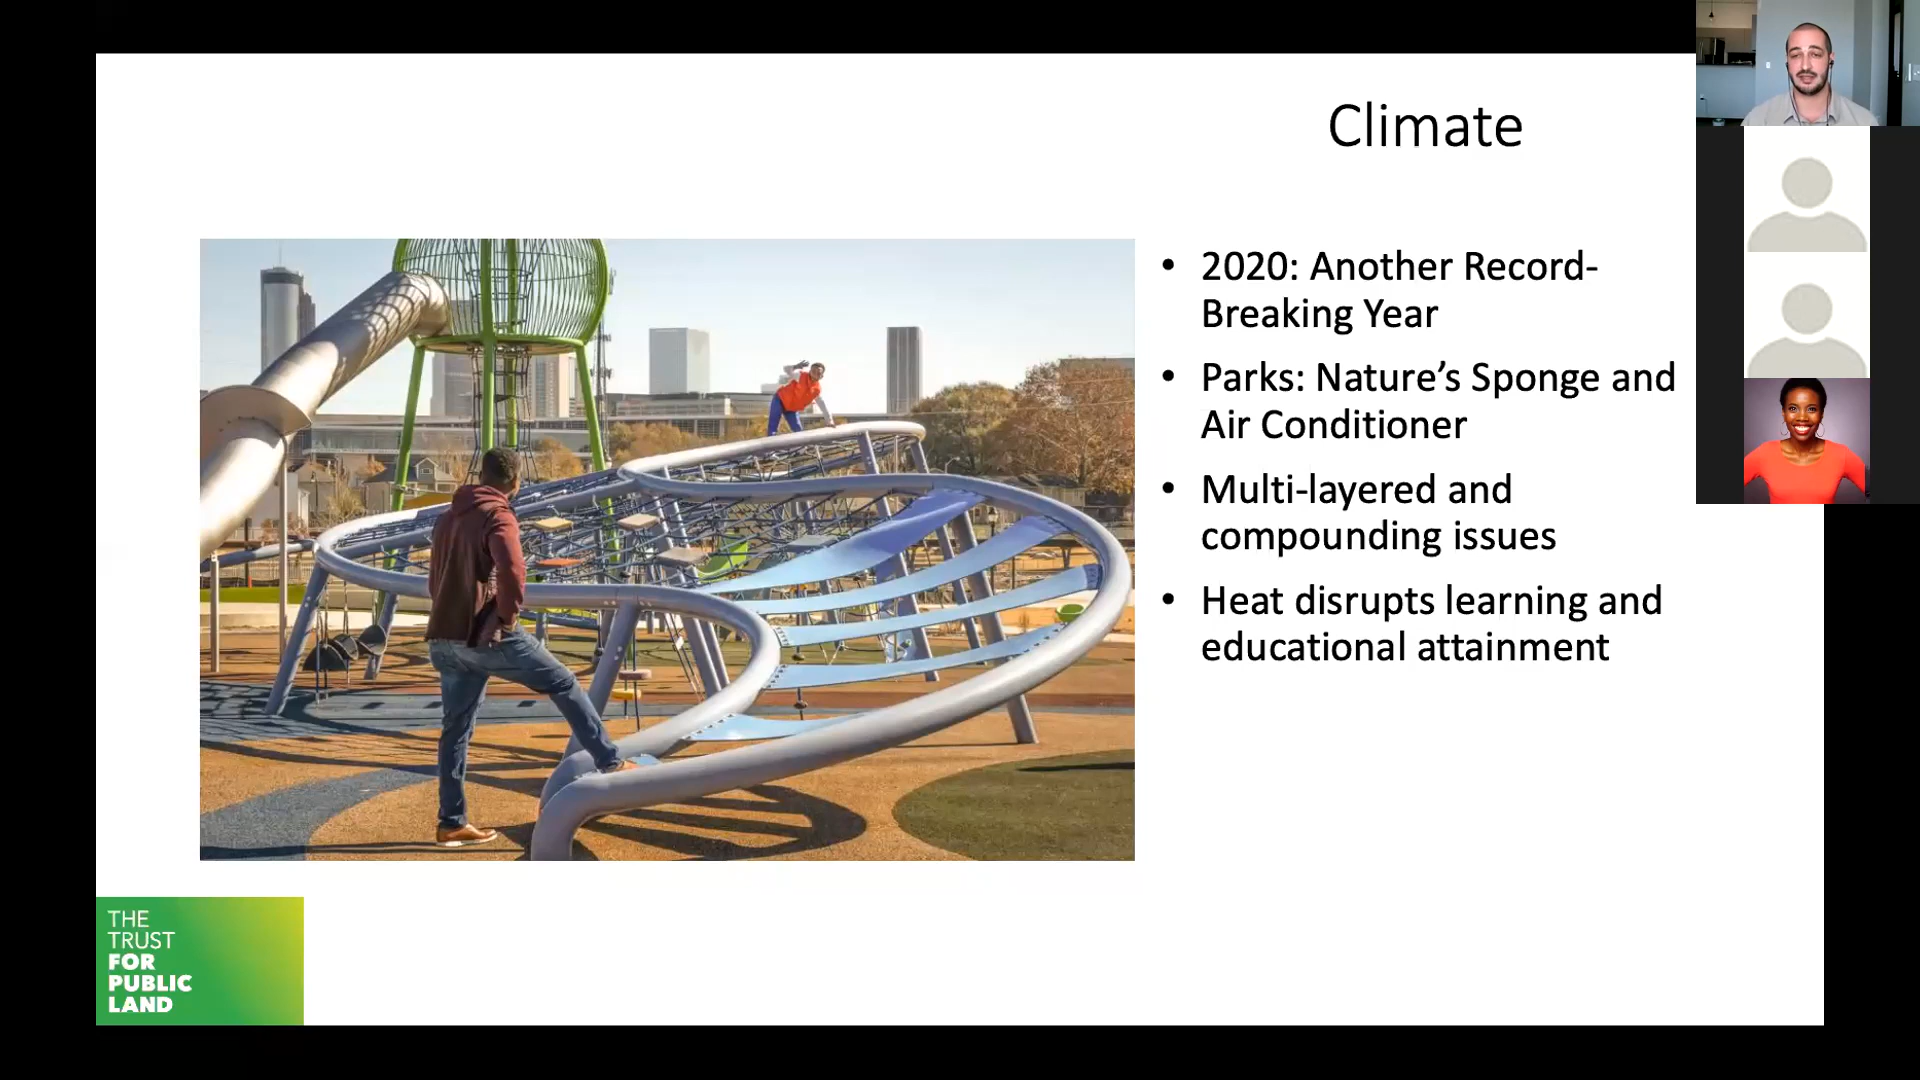 Climate
• 2020: Another Record-
Breaking Year
• Parks: Nature’s Sponge and
Air Conditioner
• Multi-layered and
compounding issues
• Heat disrupts learning and
educational attainment
THE
TRUST
FOR
PUBLIC
LAND